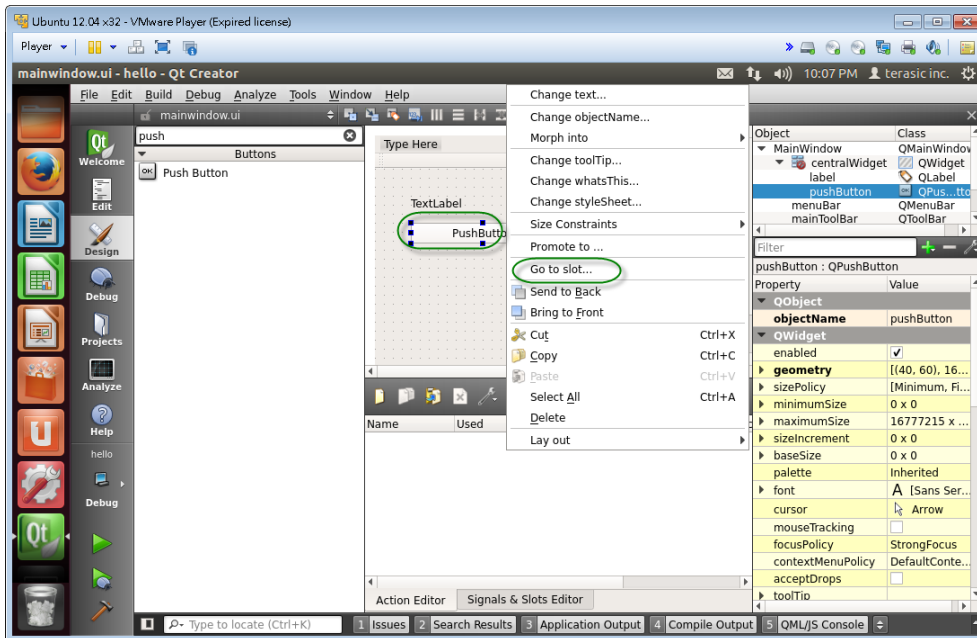 Ubuntu 12.04 x32 - VMware Player (Expired license)
Player
mainwindow.ui - hello - Qt Creator
10:07 PM terasic inc.
File Edit Build Debug Analyze Tools Window Help
mainwindow.ui
Qt
Welcome
Edit
Design
Debug
Projects
Analyze
Help
hello
Debug
Qt
push
Buttons
OK Push Button
Type Here
TextLabel
PushButto
Name Used
Action Editor Signals & Slots Editor
Change text...
Change objectName...
Morph into
Change toolTip...
Change whatsThis...
Change styleSheet...
Size Constraints
Promote to ...
Go to slot...
Send to Back
Bring to Front
Cut Ctrl+X
Copy Ctrl+C
Paste Ctrl+V
Select All Ctrl+A
Delete
Lay out
Object Class
MainWindow QMainWindow
centralWidget QWidget
label QLabel
pushButton QPus...tto
menuBar QMenuBar
mainToolBar QToolBar
Filter
pushButton : QPushButton
Property Value
QObject
objectName pushButton
QWidget
enabled
geometry [(40, 60), 16...
sizePolicy [Minimum, Fi...
minimumSize 0 x 0
maximumSize 16777215 x ...
sizeIncrement 0 x 0
baseSize 0 x 0
palette Inherited
font A [Sans Ser...
cursor Arrow
mouseTracking
focusPolicy StrongFocus
contextMenuPolicy DefaultConte...
acceptDrops
toolTip
Type to locate (Ctrl+K) 1 Issues 2 Search Results 3 Application Output 4 Compile Output 5 QML/JS Console